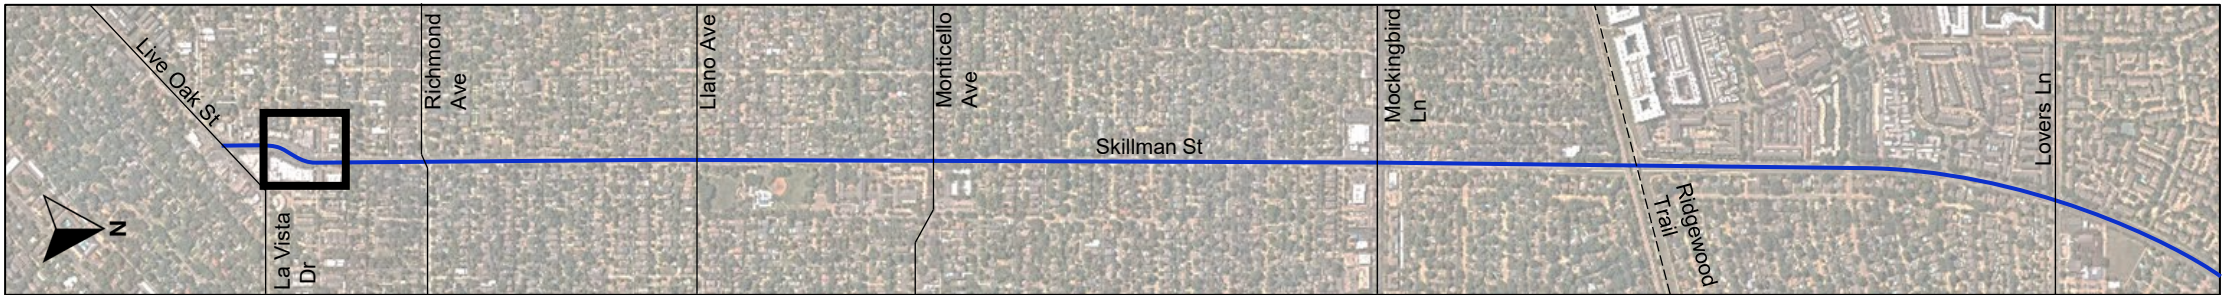 Live Oak St
La Vista
Dr
N
Richmond
Ave
Llano Ave
Monticello
Ave
Skillman St
Mockingbird
Ln
Ridgewood
Trail
Lovers Ln